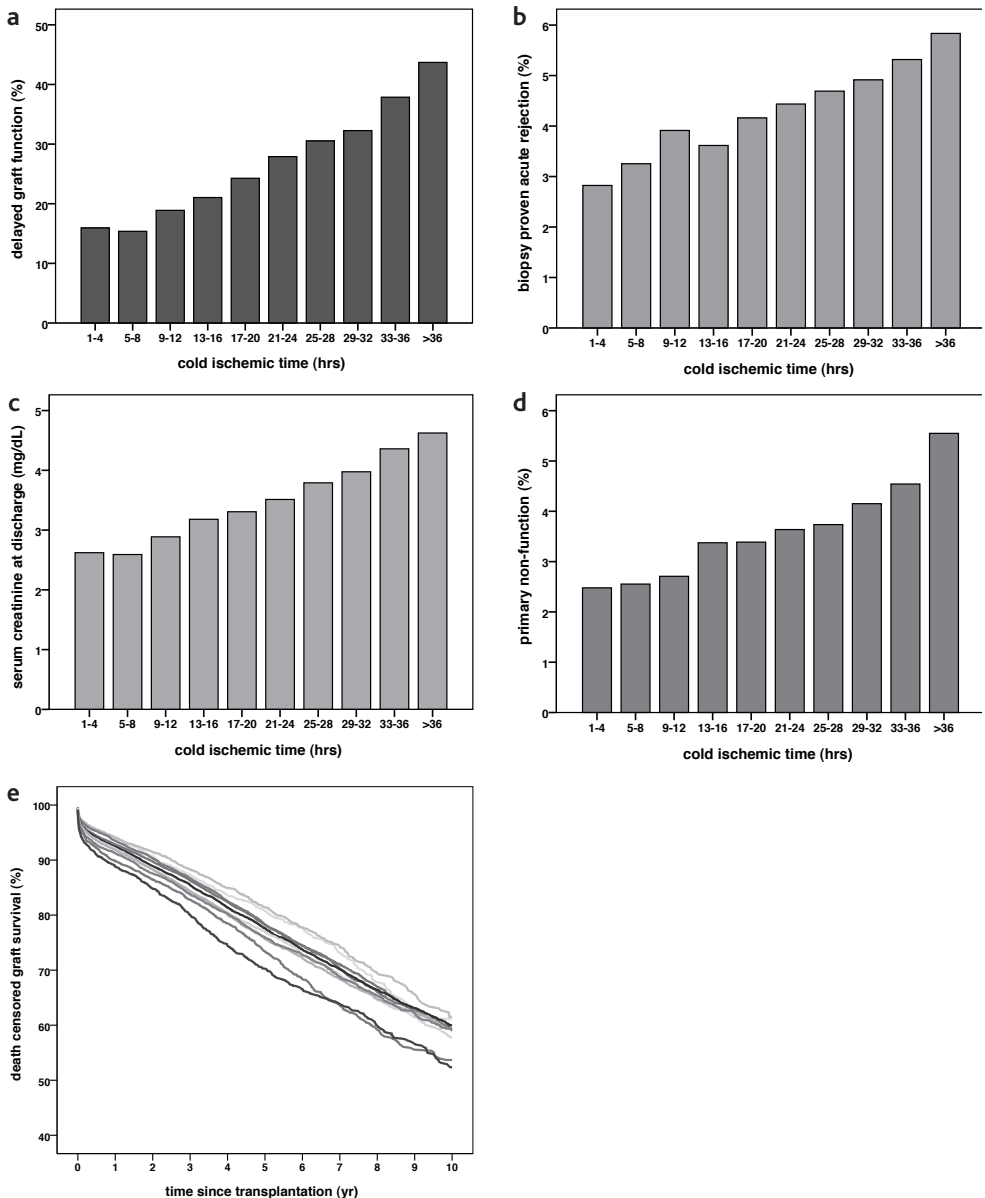 a
delayed graft function (%)
50
40
30
20
10
0
1-4 5-8 9-12 13-16 17-20 21-24 25-28 29-32 33-36 >36
cold ischemic time (hrs)
b
biopsy proven acute rejection (%)
6
5
4
3
2
1
0
1-4 5-8 9-12 13-16 17-20 21-24 25-28 29-32 33-36 >36
cold ischemic time (hrs)
c
serum creatinine at discharge (mg/dL)
5
4
3
2
1
0
1-4 5-8 9-12 13-16 17-20 21-24 25-28 29-32 33-36 >36
cold ischemic time (hrs)
d
primary non-function (%)
6
5
4
3
2
1
0
1-4 5-8 9-12 13-16 17-20 21-24 25-28 29-32 33-36 >36
cold ischemic time (hrs)
e
death censored graft survival (%)
100
90
80
70
60
50
40
0 1 2 3 4 5 6 7 8 9 10
time since transplantation (yr)